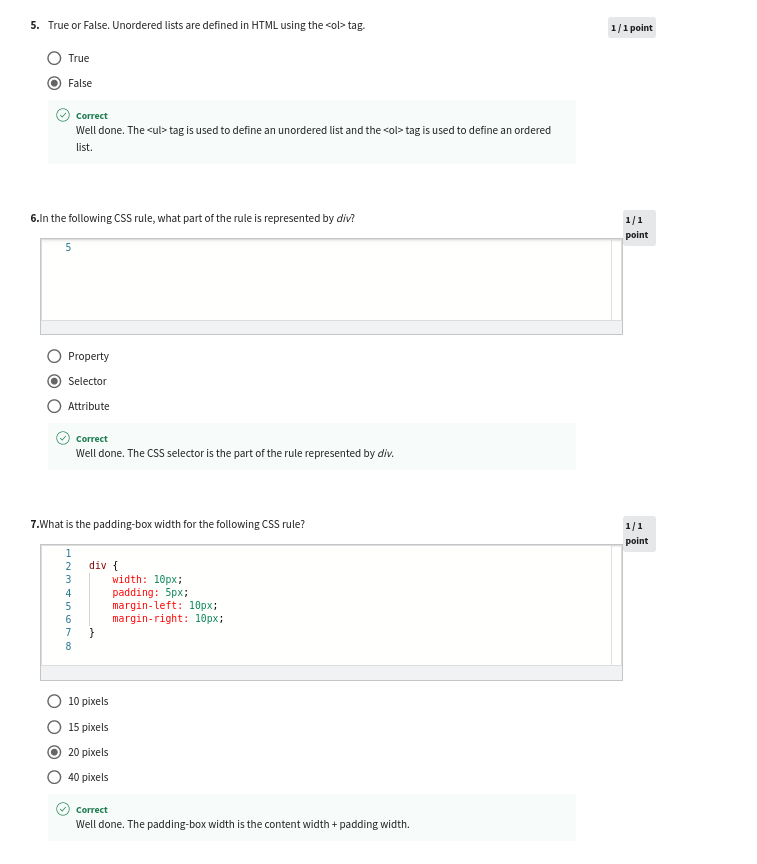 5. True or False. Unordered lists are defined in HTML using the <ol> tag.
1 / 1 point
True
False
Correct
Well done. The <ul> tag is used to define an unordered list and the <ol> tag is used to define an ordered
list.
6.In the following CSS rule, what part of the rule is represented by div?
1 / 1
point
5
Property
Selector
Attribute
Correct
Well done. The CSS selector is the part of the rule represented by div.
7.What is the padding-box width for the following CSS rule?
1 / 1
point
1
2 div {
3 width: 10px;
4 padding: 5px;
5 margin-left: 10px;
6 margin-right: 10px;
7 }
8
10 pixels
15 pixels
20 pixels
40 pixels
Correct
Well done. The padding-box width is the content width + padding width.